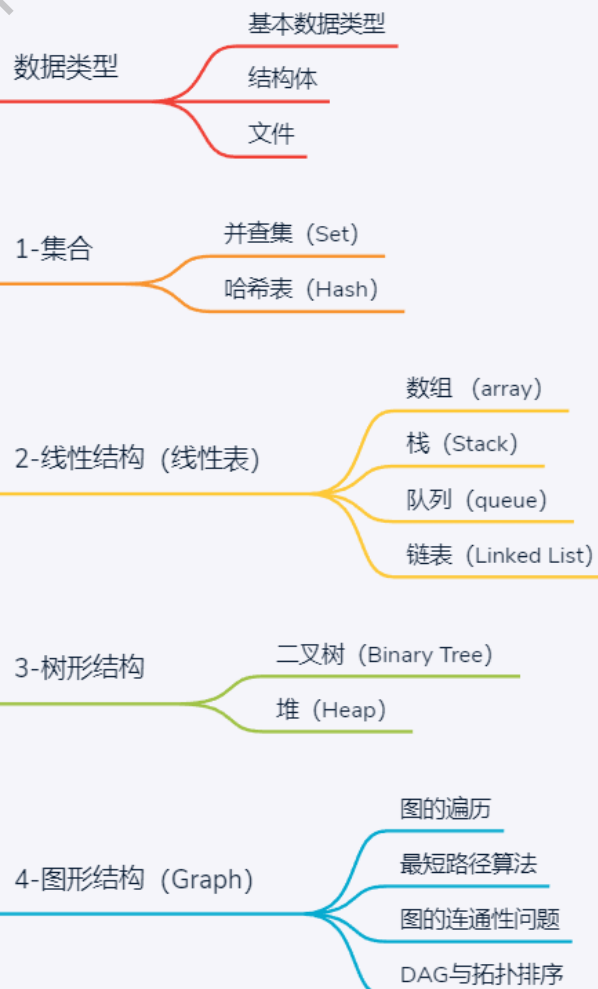 数据类型
基本数据类型
结构体
文件
1-集合
并查集（Set）
哈希表（Hash）
2-线性结构（线性表）
数组 （array）
栈（Stack）
队列（queue）
链表（Linked List）
3-树形结构
二叉树（Binary Tree）
堆（Heap）
4-图形结构（Graph）
图的遍历
最短路径算法
图的连通性问题
DAG与拓扑排序